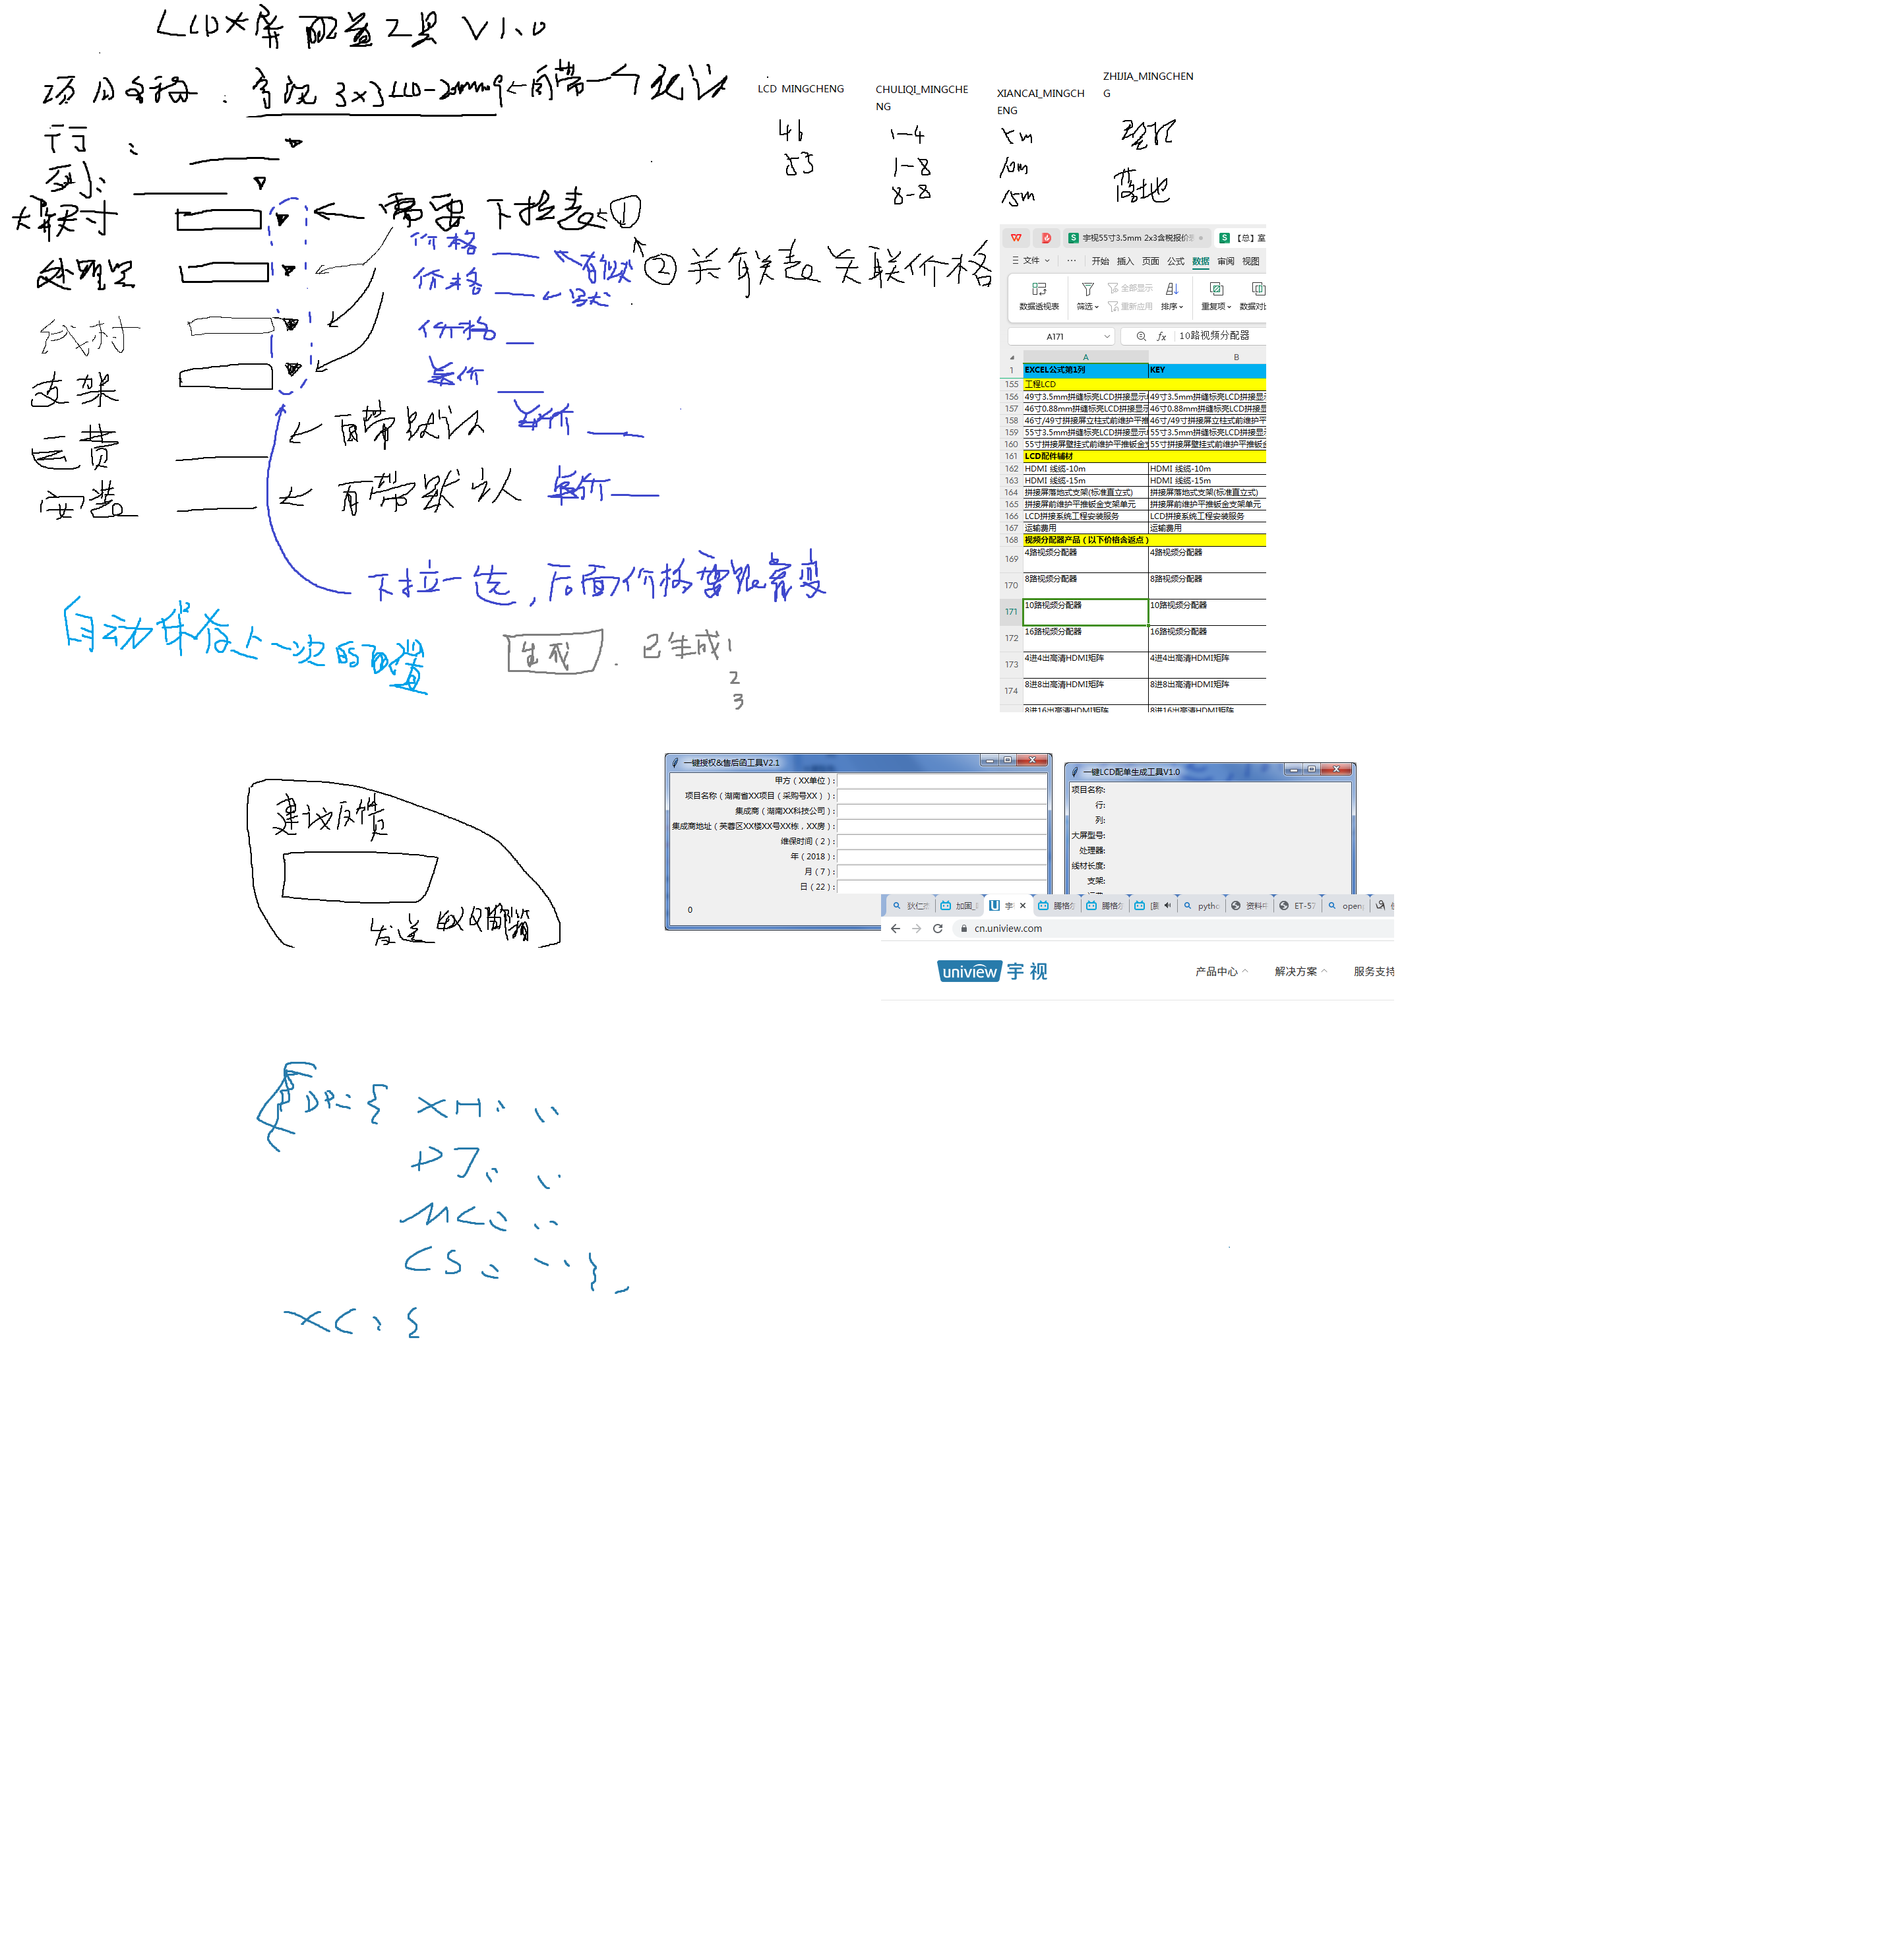 LCD大屏配置工具 V1.0
项目名称: 宇视 3x3 LCD-2mm ←自带一个默认
行:
列:
大屏尺寸 ← 需要下拉表 ①
② 关联表 关联价格
处理器
线材
支架
运费 ← 自带默认 单价
安装 ← 自带默认 单价
价格
价格
价格
单价
下拉一选,后面价格要跟着变
自动保存上一次的配置
生成 已生成1
2
3
LCD MINGCHENG
46
55
CHULIQI_MINGCHE
NG
1-4
1-8
8-8
XIANCAI_MINGCH
ENG
5m
10m
15m
ZHIJIA_MINGCHEN
G
落地
宇视55寸3.5mm 2x3含税报价
【总】室
文件 开始 插入 页面 公式 数据 审阅 视图
全部显示
重新应用
数据透视表 筛选 排序 重复项 数据对比
A171 fx 10路视频分配器
A B
1 EXCEL公式第1列 KEY
155 工程LCD
156 49寸3.5mm拼缝标亮LCD拼接显示 49寸3.5mm拼缝标亮LCD拼接显示
157 46寸0.88mm拼缝标亮LCD拼接显示 46寸0.88mm拼缝标亮LCD拼接显
158 46寸/49寸拼接屏立柱式前维护平推 46寸/49寸拼接屏立柱式前维护平
159 55寸3.5mm拼缝标亮LCD拼接显示 55寸3.5mm拼缝标亮LCD拼接显示
160 55寸拼接屏壁挂式前维护平推钣金 55寸拼接屏壁挂式前维护平推钣金
161 LCD配件辅材
162 HDMI 线缆-10m HDMI 线缆-10m
163 HDMI 线缆-15m HDMI 线缆-15m
164 拼接屏落地式支架(标准直立式) 拼接屏落地式支架(标准直立式)
165 拼接屏前维护平推钣金支架单元 拼接屏前维护平推钣金支架单元
166 LCD拼接系统工程安装服务 LCD拼接系统工程安装服务
167 运输费用 运输费用
168 视频分配器产品(以下价格含返点)
169 4路视频分配器 4路视频分配器
170 8路视频分配器 8路视频分配器
171 10路视频分配器 10路视频分配器
172 16路视频分配器 16路视频分配器
173 4进4出高清HDMI矩阵 4进4出高清HDMI矩阵
174 8进8出高清HDMI矩阵 8进8出高清HDMI矩阵
8进16出高清HDMI矩阵 8进16出高清HDMI矩阵
建议反馈
发送 邮箱
一键授权&售后函工具V2.1
甲方(XX单位):
项目名称(湖南省XX项目(采购号XX)):
集成商(湖南XX科技公司):
集成商地址(芙蓉区XX楼XX号XX栋,XX房):
维保时间(2):
年(2018):
月(7):
日(22):
0
一键LCD配单生成工具V1.0
项目名称:
行:
列:
大屏型号:
处理器:
线材长度:
支架:
狄仁 加固_ 宇 腾格 腾格 pytho 资料 ET-57 open
cn.uniview.com
uniview 宇视 产品中心 解决方案 服务支持
DP:{ XH: ..
PJ: ..
MC: ..
CS: .. },
XC:{